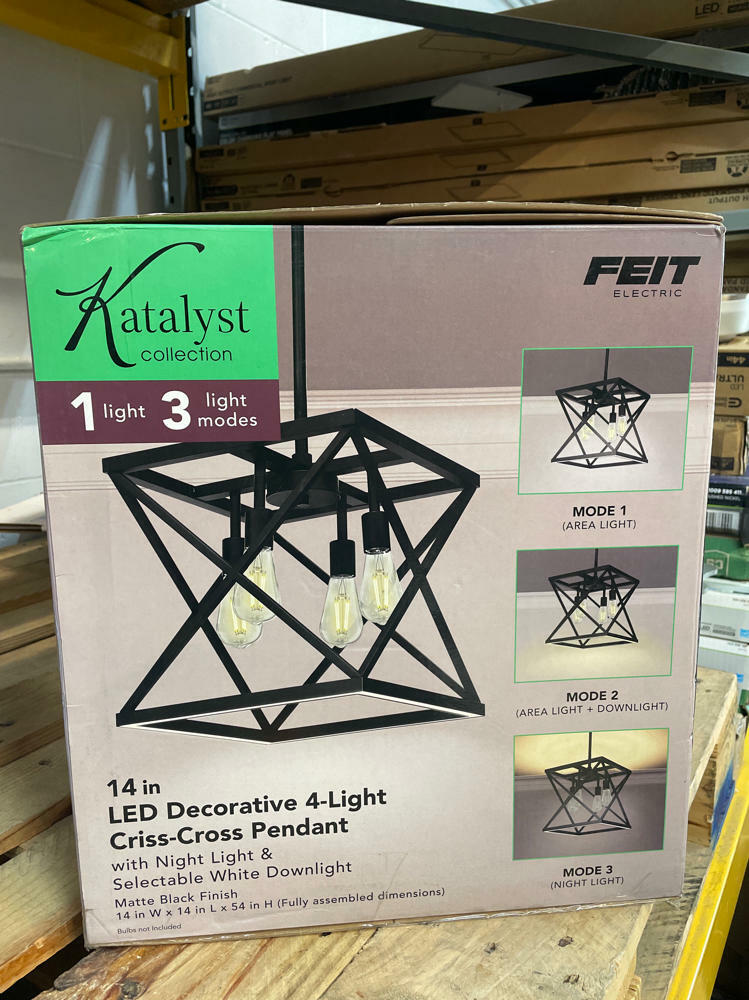 LED
Katalyst
collection
FEIT
ELECTRIC
1 light 3 light modes
MODE 1
(AREA LIGHT)
MODE 2
(AREA LIGHT + DOWNLIGHT)
MODE 3
(NIGHT LIGHT)
14 in
LED Decorative 4-Light
Criss-Cross Pendant
with Night Light &
Selectable White Downlight
Matte Black Finish
14 in W x 14 in L x 54 in H (Fully assembled dimensions)
Bulbs not Included